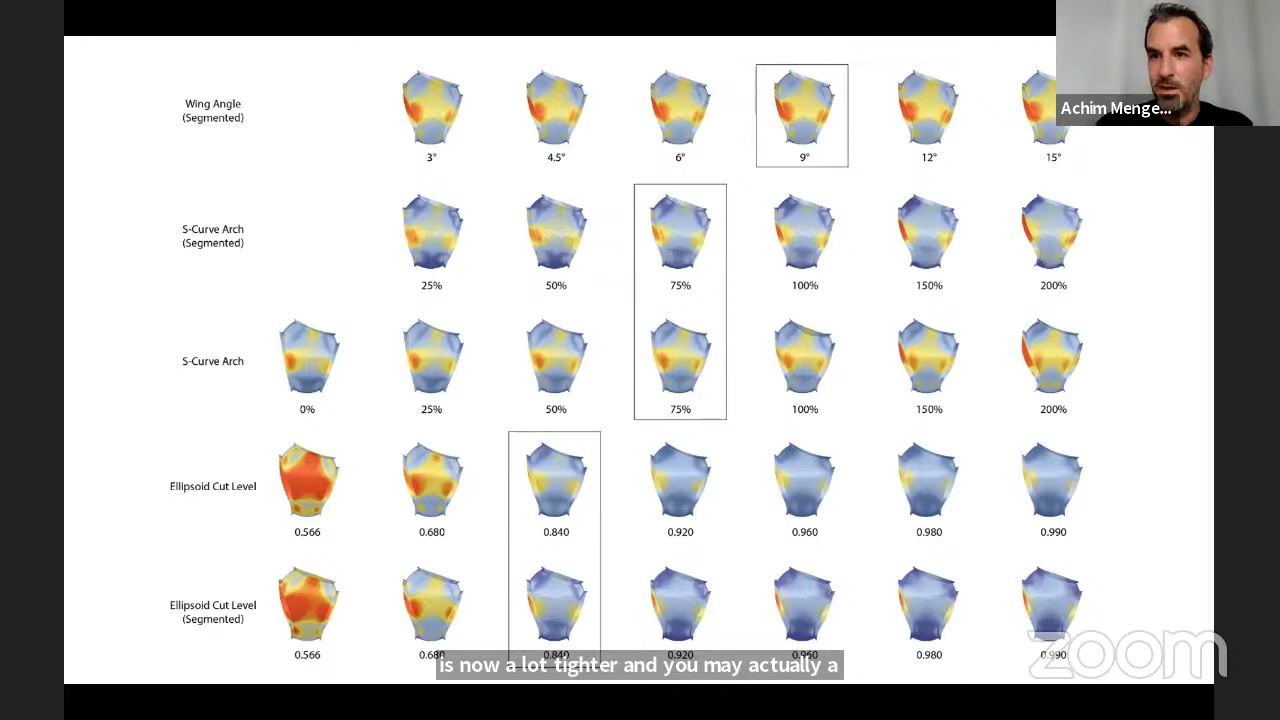 Achim Menge...
Wing Angle
(Segmented)
3° 4.5° 6° 9° 12° 15°
S-Curve Arch
(Segmented)
25% 50% 75% 100% 150% 200%
S-Curve Arch
0% 25% 50% 75% 100% 150% 200%
Ellipsoid Cut Level
0.566 0.680 0.840 0.920 0.960 0.980 0.990
Ellipsoid Cut Level
(Segmented)
0.566 0.680 0.840 0.920 0.960 0.980 0.990
is now a lot tighter and you may actually a
zoom